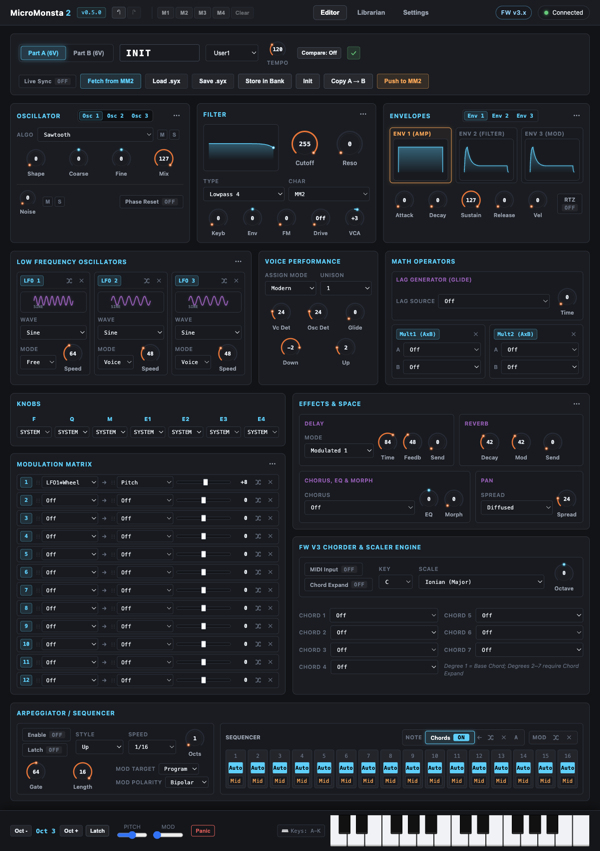 MicroMonsta 2 v0.5.0 M1 M2 M3 M4 Clear Editor Librarian Settings FW v3.x Connected
Part A (6V) Part B (6V) INIT User1 120 TEMPO Compare: Off
Live Sync OFF Fetch from MM2 Load .syx Save .syx Store in Bank Init Copy A → B Push to MM2
OSCILLATOR Osc 1 Osc 2 Osc 3
ALGO Sawtooth M S
0 0 0 127
Shape Coarse Fine Mix
0 M S Phase Reset OFF
Noise
FILTER
255 0
Cutoff Reso
TYPE CHAR
Lowpass 4 MM2
0 0 0 Off +3
Keyb Env FM Drive VCA
ENVELOPES Env 1 Env 2 Env 3
ENV 1 (AMP) ENV 2 (FILTER) ENV 3 (MOD)
0 0 127 0 0 RTZ OFF
Attack Decay Sustain Release Vel
LOW FREQUENCY OSCILLATORS
LFO 1 LFO 2 LFO 3
WAVE WAVE WAVE
Sine Sine Sine
MODE MODE MODE
Free 64 Voice 48 Voice 48
Speed Speed Speed
VOICE PERFORMANCE
ASSIGN MODE UNISON
Modern 1
24 24 0
Vc Det Osc Det Glide
-2 2
Down Up
MATH OPERATORS
LAG GENERATOR (GLIDE)
LAG SOURCE Off 0
Time
Mult1 (AxB) Mult2 (AxB)
A Off A Off
B Off B Off
KNOBS
F Q M E1 E2 E3 E4
SYSTEM SYSTEM SYSTEM SYSTEM SYSTEM SYSTEM SYSTEM
MODULATION MATRIX
1 LFO1*Wheel Pitch +8
2 Off Off 0
3 Off Off 0
4 Off Off 0
5 Off Off 0
6 Off Off 0
7 Off Off 0
8 Off Off 0
9 Off Off 0
10 Off Off 0
11 Off Off 0
12 Off Off 0
EFFECTS & SPACE
DELAY
MODE
Modulated 1 84 48 0
Time Feedb Send
REVERB
42 42 0
Decay Mod Send
CHORUS, EQ & MORPH
CHORUS
Off 0 0
EQ Morph
PAN
SPREAD
Diffused 24
Spread
FW V3 CHORDER & SCALER ENGINE
MIDI Input OFF KEY SCALE
Chord Expand OFF C Ionian (Major) 0
Octave
CHORD 1 Off CHORD 5 Off
CHORD 2 Off CHORD 6 Off
CHORD 3 Off CHORD 7 Off
CHORD 4 Off Degree 1 = Base Chord; Degrees 2–7 require Chord Expand
ARPEGGIATOR / SEQUENCER
Enable OFF STYLE SPEED 1
Latch OFF Up 1/16 Octs
64 16 MOD TARGET Program
Gate Length MOD POLARITY Bipolar
SEQUENCER NOTE Chords ON ← A MOD
1 2 3 4 5 6 7 8 9 10 11 12 13 14 15 16
Auto Auto Auto Auto Auto Auto Auto Auto Auto Auto Auto Auto Auto Auto Auto Auto
Mid Mid Mid Mid Mid Mid Mid Mid Mid Mid Mid Mid Mid Mid Mid Mid
Oct - Oct 3 Oct + Latch PITCH MOD Panic Keys: A–K